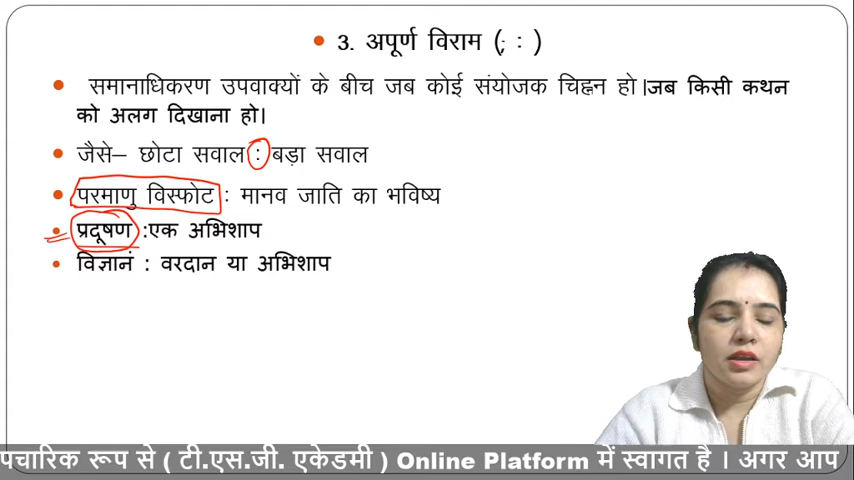 3. अपूर्ण विराम (; : )
समानाधिकरण उपवाक्यों के बीच जब कोई संयोजक चिह्नन हो।जब किसी कथन
को अलग दिखाना हो।
जैसे– छोटा सवाल : बड़ा सवाल
परमाणु विस्फोट : मानव जाति का भविष्य
प्रदूषण :एक अभिशाप
विज्ञानं : वरदान या अभिशाप
पचारिक रूप से ( टी.एस.जी. एकेडमी ) Online Platform में स्वागत है । अगर आप